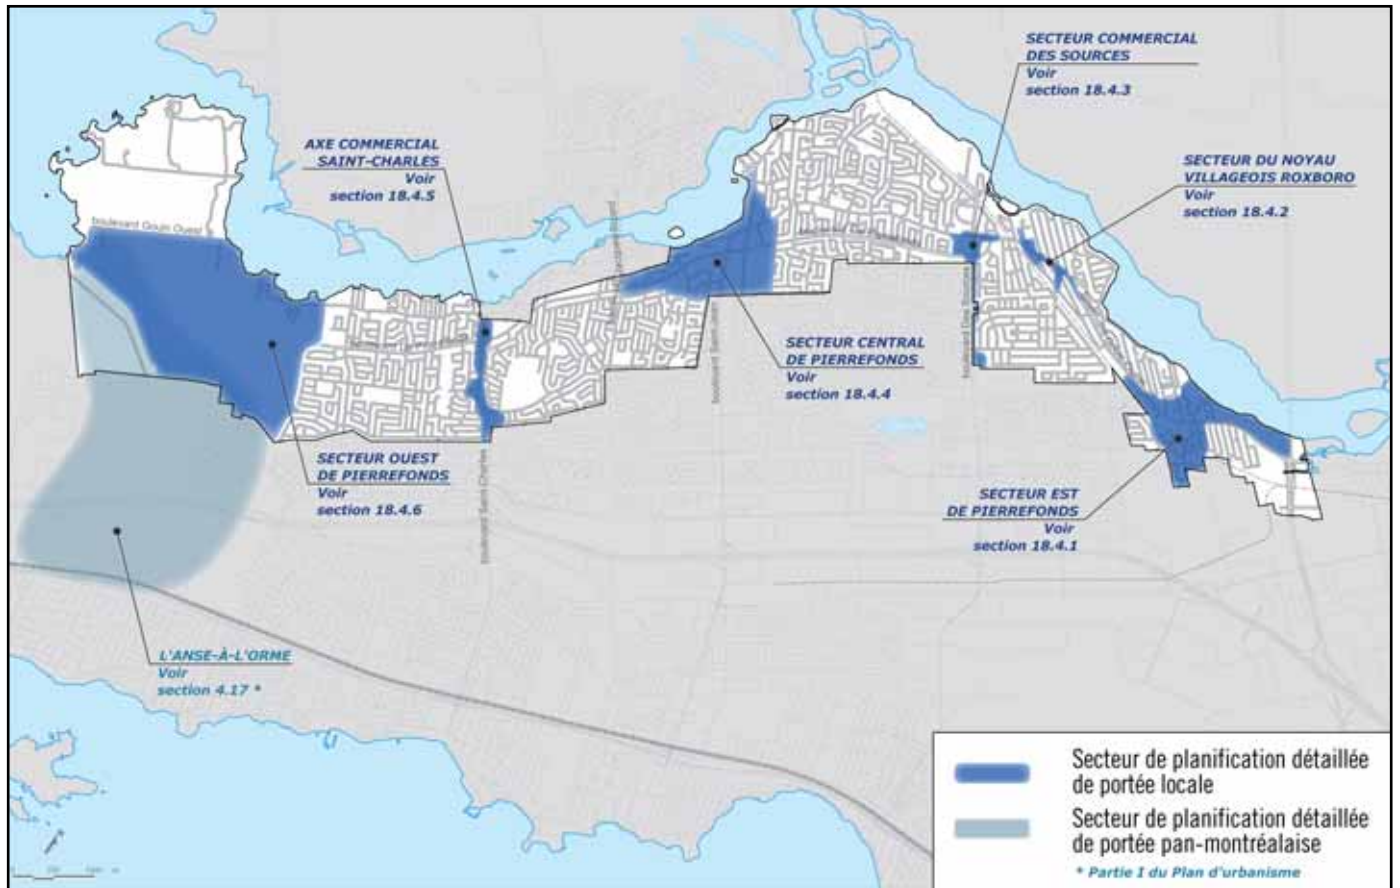 SECTEUR COMMERCIAL
DES SOURCES
Voir
section 18.4.3
AXE COMMERCIAL
SAINT-CHARLES
Voir
section 18.4.5
SECTEUR DU NOYAU
VILLAGEOIS ROXBORO
Voir
section 18.4.2
boulevard Gouin Ouest
SECTEUR CENTRAL
DE PIERREFONDS
Voir
section 18.4.4
boulevard Saint-Jean
boulevard Des Sources
SECTEUR OUEST
DE PIERREFONDS
Voir
section 18.4.6
boulevard Saint-Charles
SECTEUR EST
DE PIERREFONDS
Voir
section 18.4.1
L'ANSE-À-L'ORME
Voir
section 4.17 *
Secteur de planification détaillée
de portée locale
Secteur de planification détaillée
de portée pan-montréalaise
* Partie I du Plan d'urbanisme